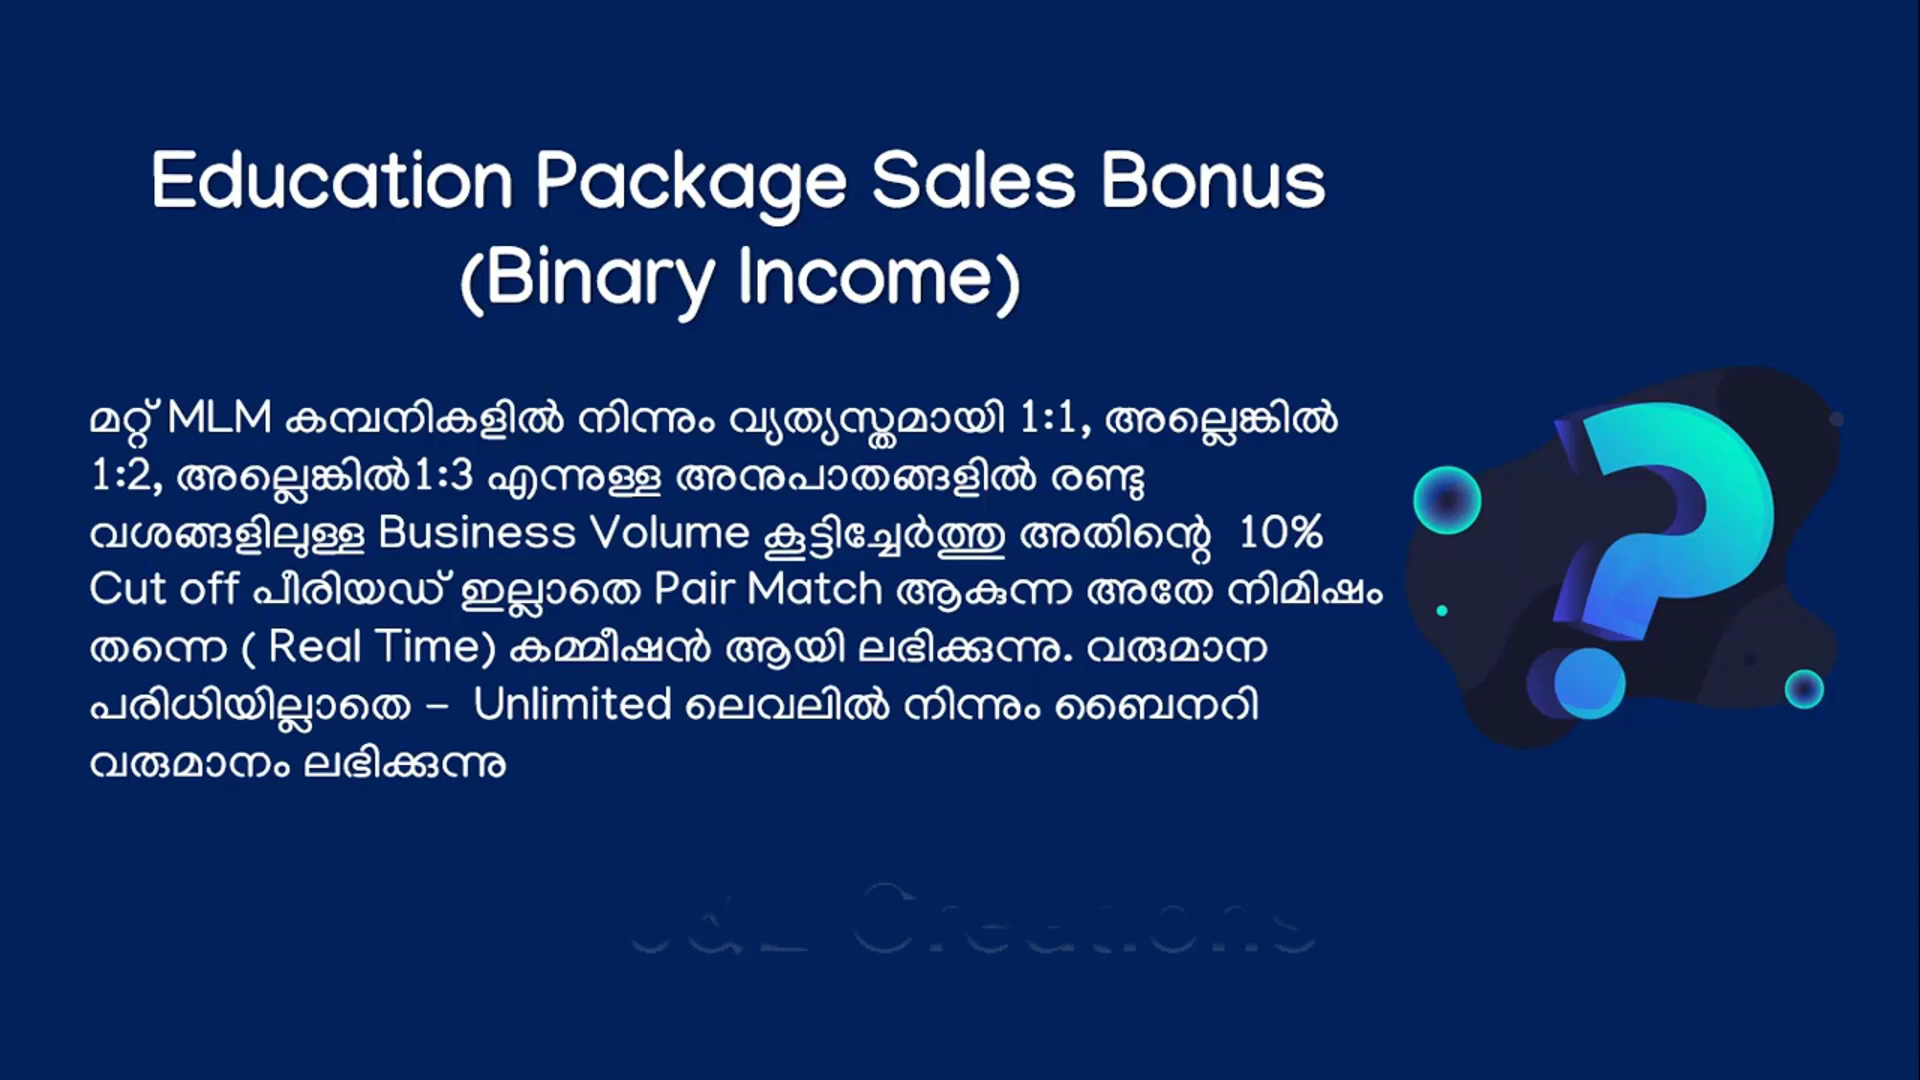 Education Package Sales Bonus
(Binary Income)
മറ്റ് MLM കമ്പനികളിൽ നിന്നും വ്യത്യസ്തമായി 1:1, അല്ലെങ്കിൽ
1:2, അല്ലെങ്കിൽ1:3 എന്നുള്ള അനുപാതങ്ങളിൽ രണ്ടു
വശങ്ങളിലുള്ള Business Volume കൂട്ടിച്ചേർത്തു അതിന്റെ 10%
Cut off പീരിയഡ് ഇല്ലാതെ Pair Match ആകുന്ന അതേ നിമിഷം
തന്നെ ( Real Time) കമ്മീഷൻ ആയി ലഭിക്കുന്നു. വരുമാന
പരിധിയില്ലാതെ – Unlimited ലെവലിൽ നിന്നും ബൈനറി
വരുമാനം ലഭിക്കുന്നു
Creations